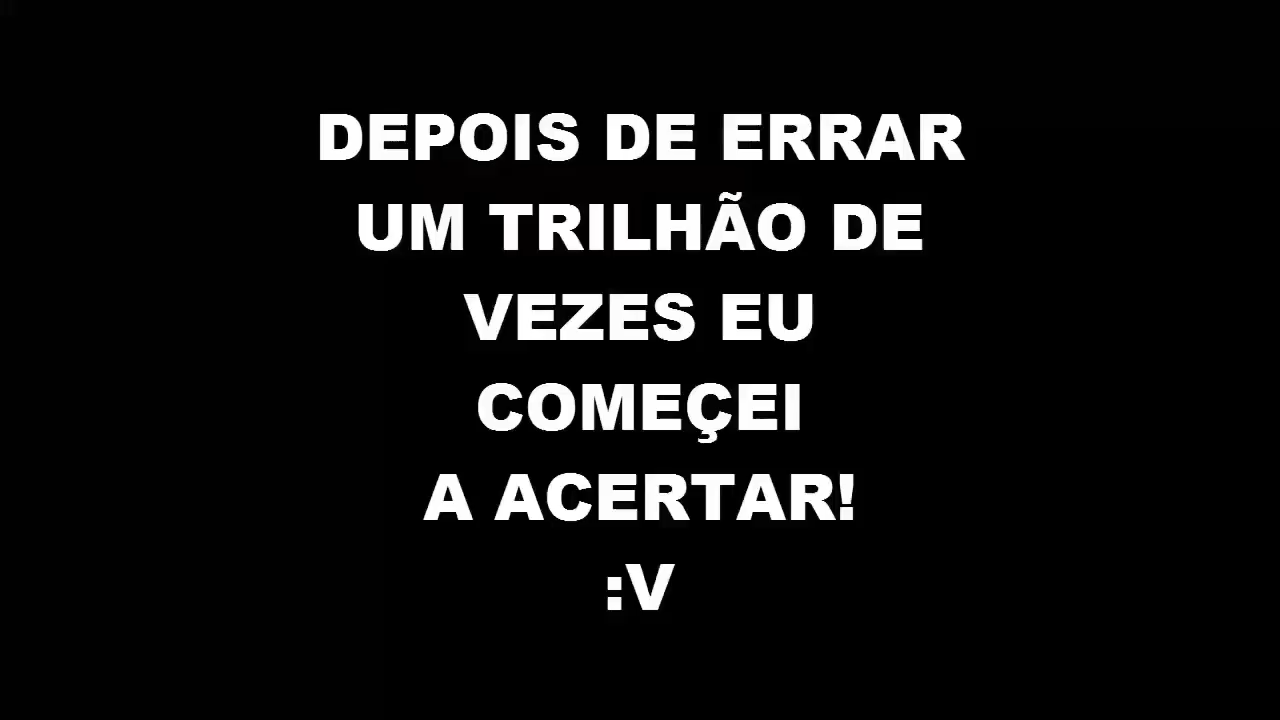 DEPOIS DE ERRAR
UM TRILHÃO DE
VEZES EU
COMEÇEI
A ACERTAR!
:V